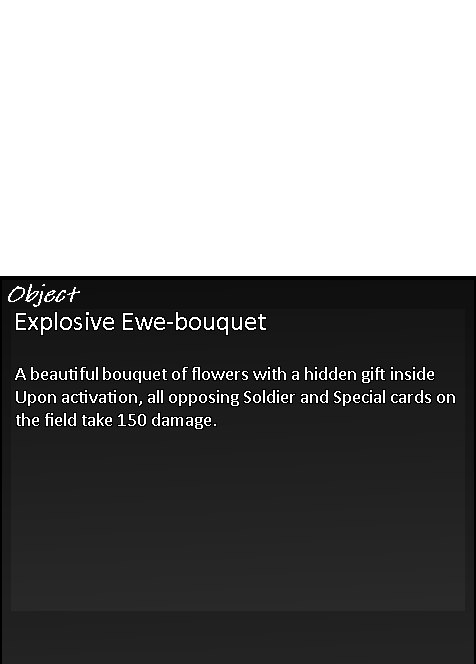 Object
Explosive Ewe-bouquet
A beautiful bouquet of flowers with a hidden gift inside
Upon activation, all opposing Soldier and Special cards on
the field take 150 damage.